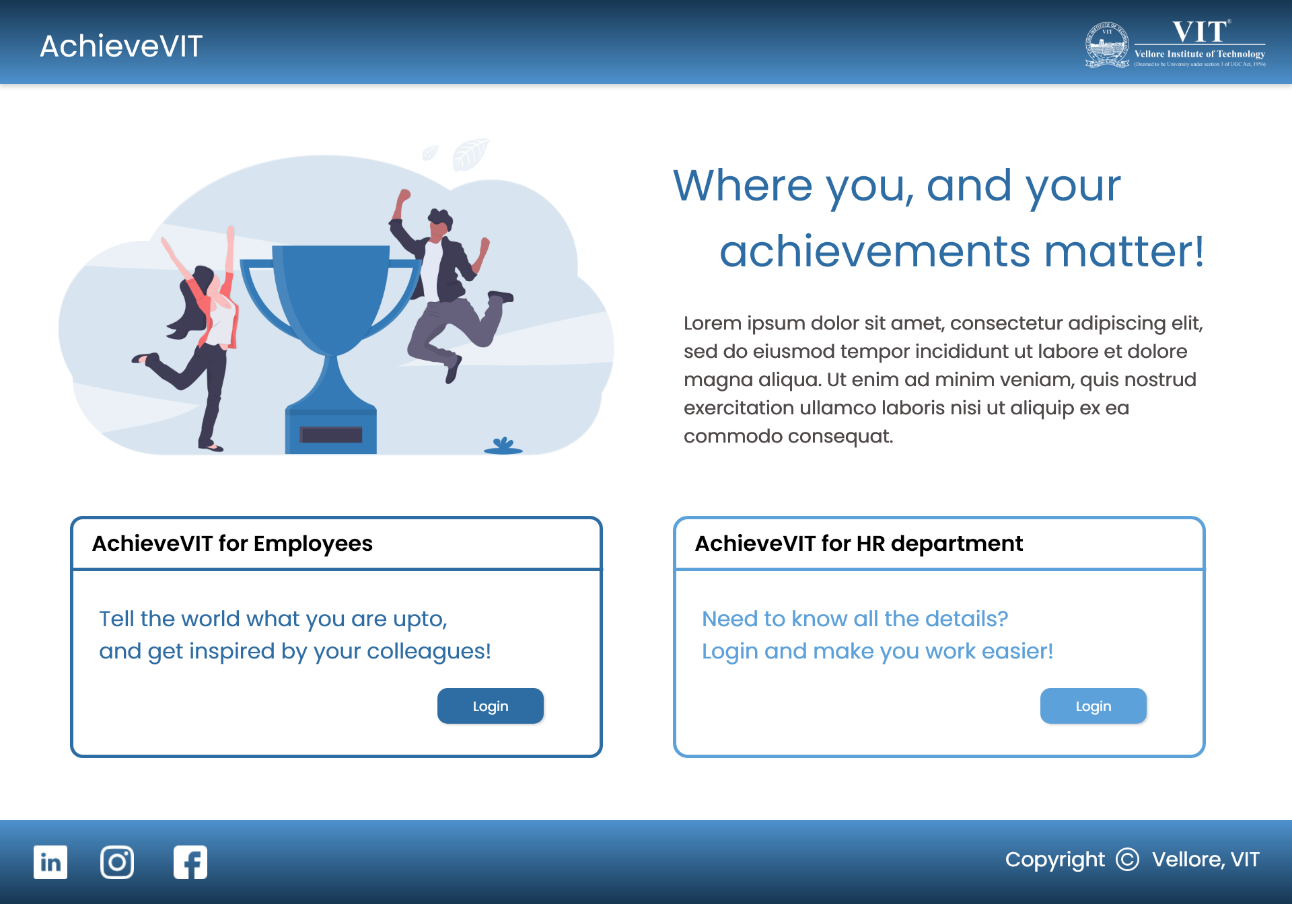 AchieveVIT
VIT
VIT®
Vellore Institute of Technology
(Deemed to be University under section 3 of UGC Act, 1956)
Where you, and your
achievements matter!
Lorem ipsum dolor sit amet, consectetur adipiscing elit,
sed do eiusmod tempor incididunt ut labore et dolore
magna aliqua. Ut enim ad minim veniam, quis nostrud
exercitation ullamco laboris nisi ut aliquip ex ea
commodo consequat.
AchieveVIT for Employees
Tell the world what you are upto,
and get inspired by your colleagues!
Login
AchieveVIT for HR department
Need to know all the details?
Login and make you work easier!
Login
in
Copyright © Vellore, VIT